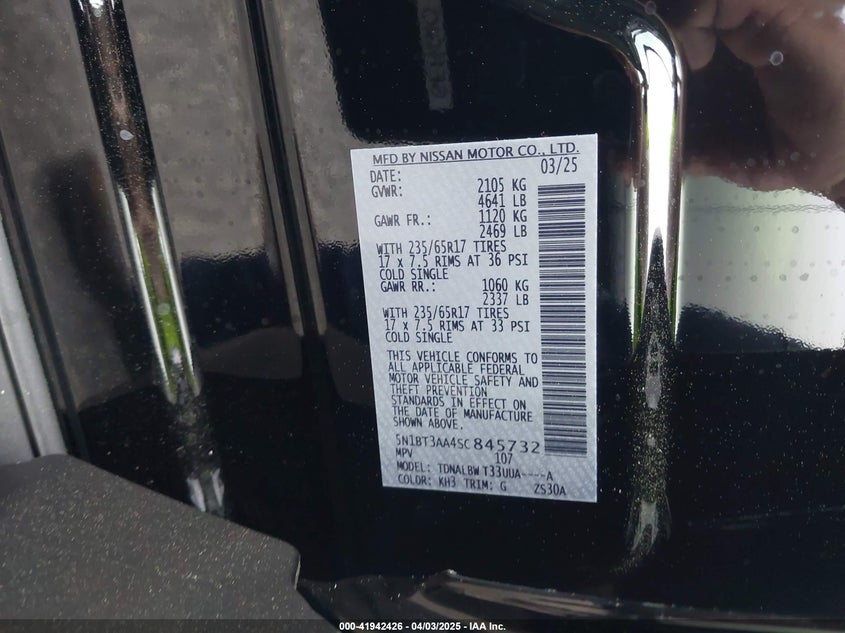 MFD BY NISSAN MOTOR CO., LTD.
DATE: 03/25
GVWR: 2105 KG
4641 LB
GAWR FR.: 1120 KG
2469 LB
WITH 235/65R17 TIRES
17 x 7.5 RIMS AT 36 PSI
COLD SINGLE
GAWR RR.: 1060 KG
2337 LB
WITH 235/65R17 TIRES
17 x 7.5 RIMS AT 33 PSI
COLD SINGLE
THIS VEHICLE CONFORMS TO
ALL APPLICABLE FEDERAL
MOTOR VEHICLE SAFETY AND
THEFT PREVENTION
STANDARDS IN EFFECT ON
THE DATE OF MANUFACTURE
SHOWN ABOVE.
5N1BT3AA4SC845732
MPV 107
MODEL: TDNALBW T33UUA----A
COLOR: KH3 TRIM: G ZS30A
000-41942426 - 04/03/2025 - IAA Inc.